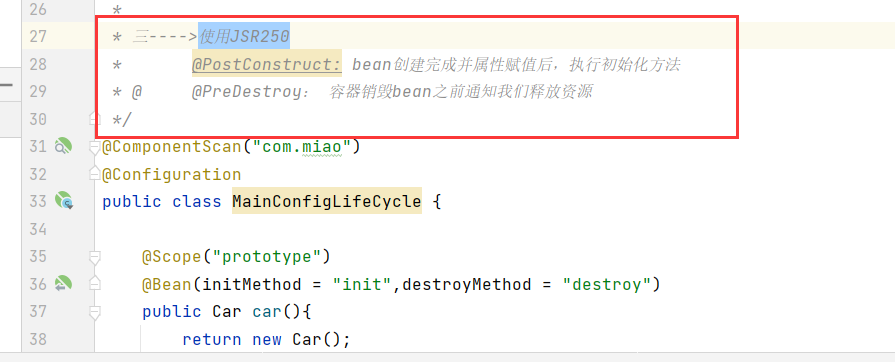 26 *
27 * 三---->使用JSR250
28 * @PostConstruct: bean创建完成并属性赋值后，执行初始化方法
29 * @ @PreDestroy： 容器销毁bean之前通知我们释放资源
30 */
31 @ComponentScan("com.miao")
32 @Configuration
33 public class MainConfigLifeCycle {
34
35 @Scope("prototype")
36 @Bean(initMethod = "init",destroyMethod = "destroy")
37 public Car car(){
38 return new Car();